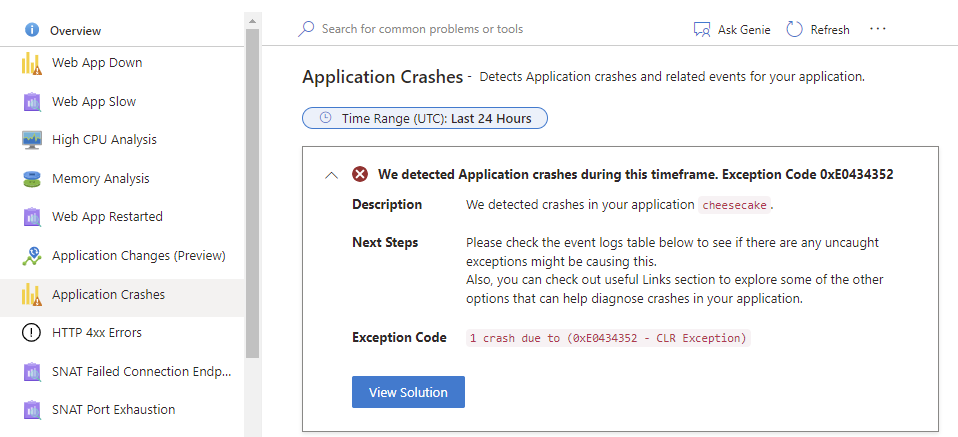 Overview
Web App Down
Web App Slow
High CPU Analysis
Memory Analysis
Web App Restarted
Application Changes (Preview)
Application Crashes
HTTP 4xx Errors
SNAT Failed Connection Endp...
SNAT Port Exhaustion
Search for common problems or tools
Ask Genie
Refresh
Application Crashes - Detects Application crashes and related events for your application.
Time Range (UTC): Last 24 Hours
We detected Application crashes during this timeframe. Exception Code 0xE0434352
Description We detected crashes in your application cheesecake.
Next Steps Please check the event logs table below to see if there are any uncaught
exceptions might be causing this.
Also, you can check out useful Links section to explore some of the other
options that can help diagnose crashes in your application.
Exception Code 1 crash due to (0xE0434352 - CLR Exception)
View Solution